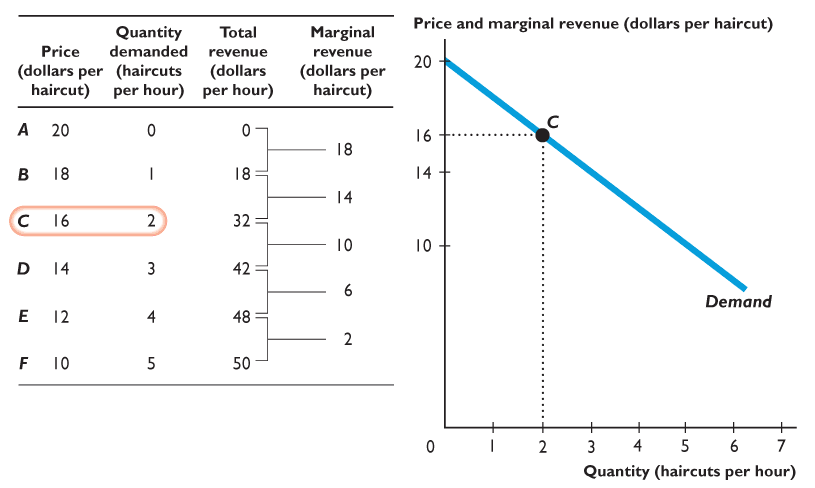 Price
(dollars per
haircut)
Quantity
demanded
(haircuts
per hour)
Total
revenue
(dollars
per hour)
Marginal
revenue
(dollars per
haircut)
A 20 0 0
18
B 18 1 18
14
C 16 2 32
10
D 14 3 42
6
E 12 4 48
2
F 10 5 50
Price and marginal revenue (dollars per haircut)
20
C
16
14
10
Demand
0 1 2 3 4 5 6 7
Quantity (haircuts per hour)